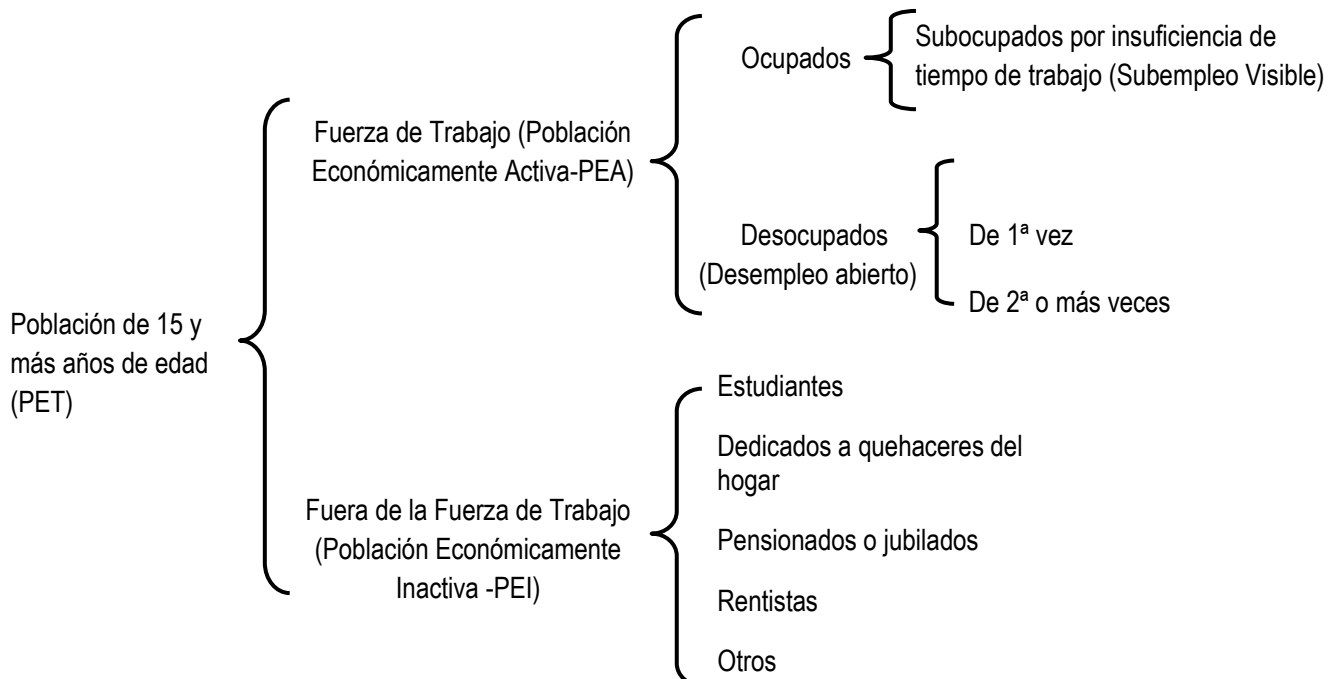 Población de 15 y
más años de edad
(PET)
Fuerza de Trabajo (Población
Económicamente Activa-PEA)
Ocupados
Subocupados por insuficiencia de
tiempo de trabajo (Subempleo Visible)
Desocupados
(Desempleo abierto)
De 1ª vez
De 2ª o más veces
Fuera de la Fuerza de Trabajo
(Población Económicamente
Inactiva -PEI)
Estudiantes
Dedicados a quehaceres del
hogar
Pensionados o jubilados
Rentistas
Otros